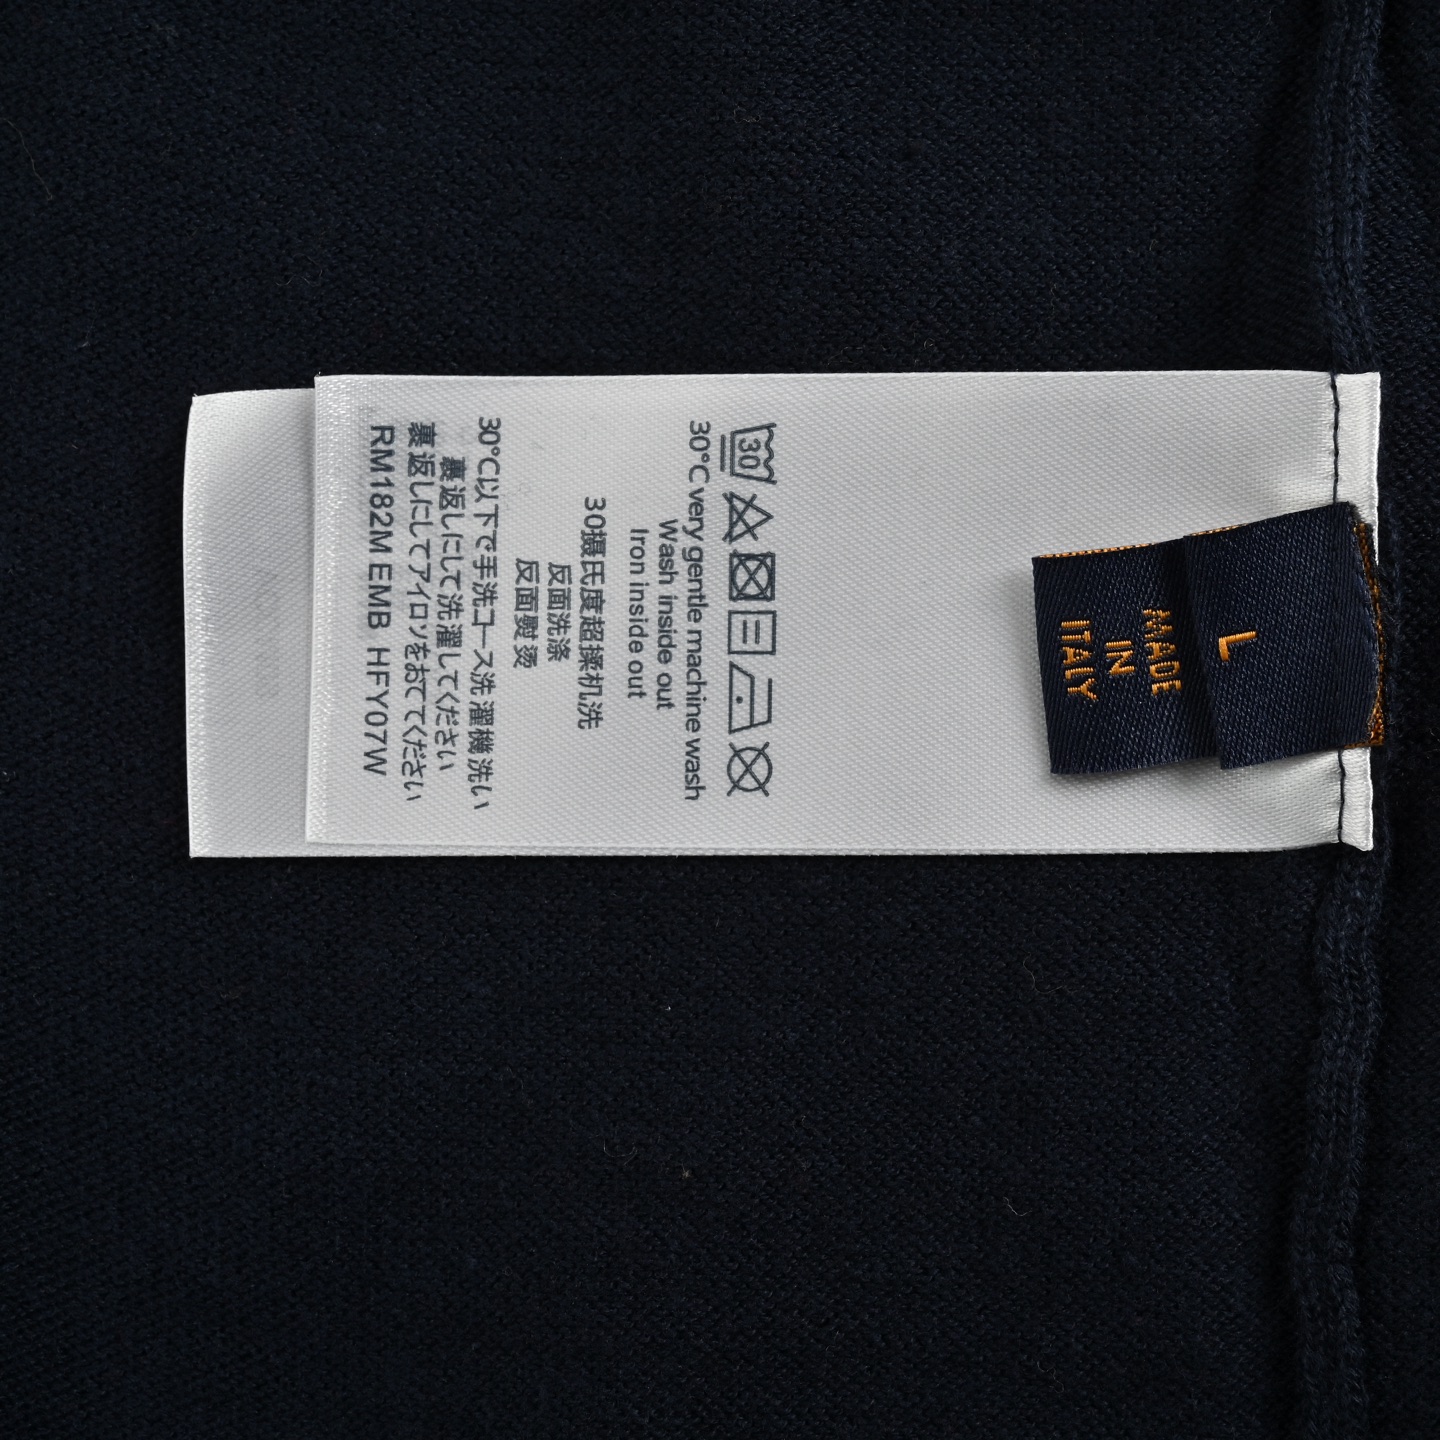 30
30°C very gentle machine wash
Wash inside out
Iron inside out
30摄氏度超揉机洗
反面洗涤
反面熨烫
30°C以下で手洗コース洗濯機洗い
裏返しにして洗濯してください
裏返しにしてアイロンをおててください
RM182M EMB HFY07W
L
MADE
IN
ITALY